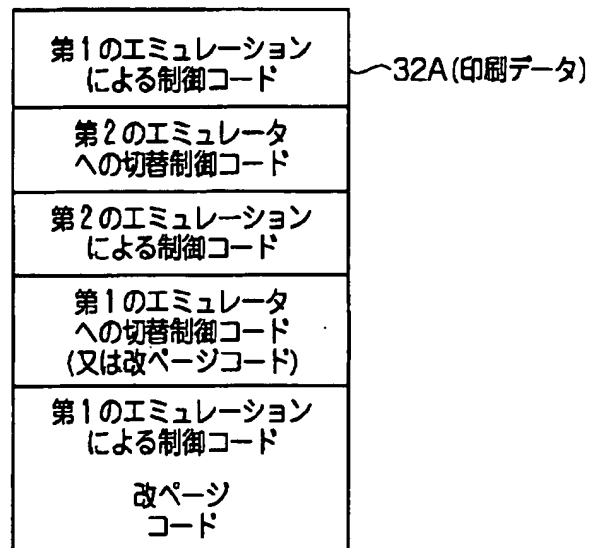 第1のエミュレーション
による制御コード
32A(印刷データ)
第2のエミュレータ
への切替制御コード
第2のエミュレーション
による制御コード
第1のエミュレータ
への切替制御コード
(又は改ページコード)
第1のエミュレーション
による制御コード
改ページ
コード